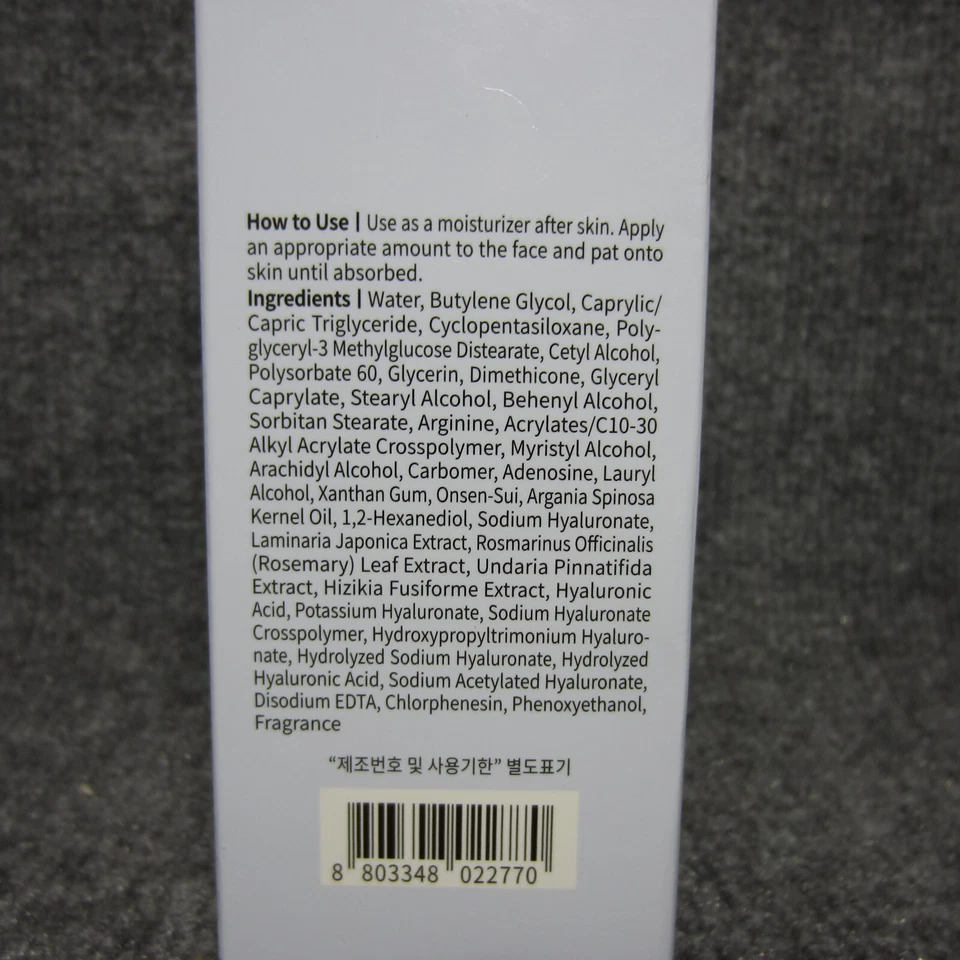 How to Use | Use as a moisturizer after skin. Apply
an appropriate amount to the face and pat onto
skin until absorbed.
Ingredients | Water, Butylene Glycol, Caprylic/
Capric Triglyceride, Cyclopentasiloxane, Poly-
glyceryl-3 Methylglucose Distearate, Cetyl Alcohol,
Polysorbate 60, Glycerin, Dimethicone, Glyceryl
Caprylate, Stearyl Alcohol, Behenyl Alcohol,
Sorbitan Stearate, Arginine, Acrylates/C10-30
Alkyl Acrylate Crosspolymer, Myristyl Alcohol,
Arachidyl Alcohol, Carbomer, Adenosine, Lauryl
Alcohol, Xanthan Gum, Onsen-Sui, Argania Spinosa
Kernel Oil, 1,2-Hexanediol, Sodium Hyaluronate,
Laminaria Japonica Extract, Rosmarinus Officinalis
(Rosemary) Leaf Extract, Undaria Pinnatifida
Extract, Hizikia Fusiforme Extract, Hyaluronic
Acid, Potassium Hyaluronate, Sodium Hyaluronate
Crosspolymer, Hydroxypropyltrimonium Hyaluro-
nate, Hydrolyzed Sodium Hyaluronate, Hydrolyzed
Hyaluronic Acid, Sodium Acetylated Hyaluronate,
Disodium EDTA, Chlorphenesin, Phenoxyethanol,
Fragrance
“제조번호 및 사용기한” 별도표기
8 803348 022770